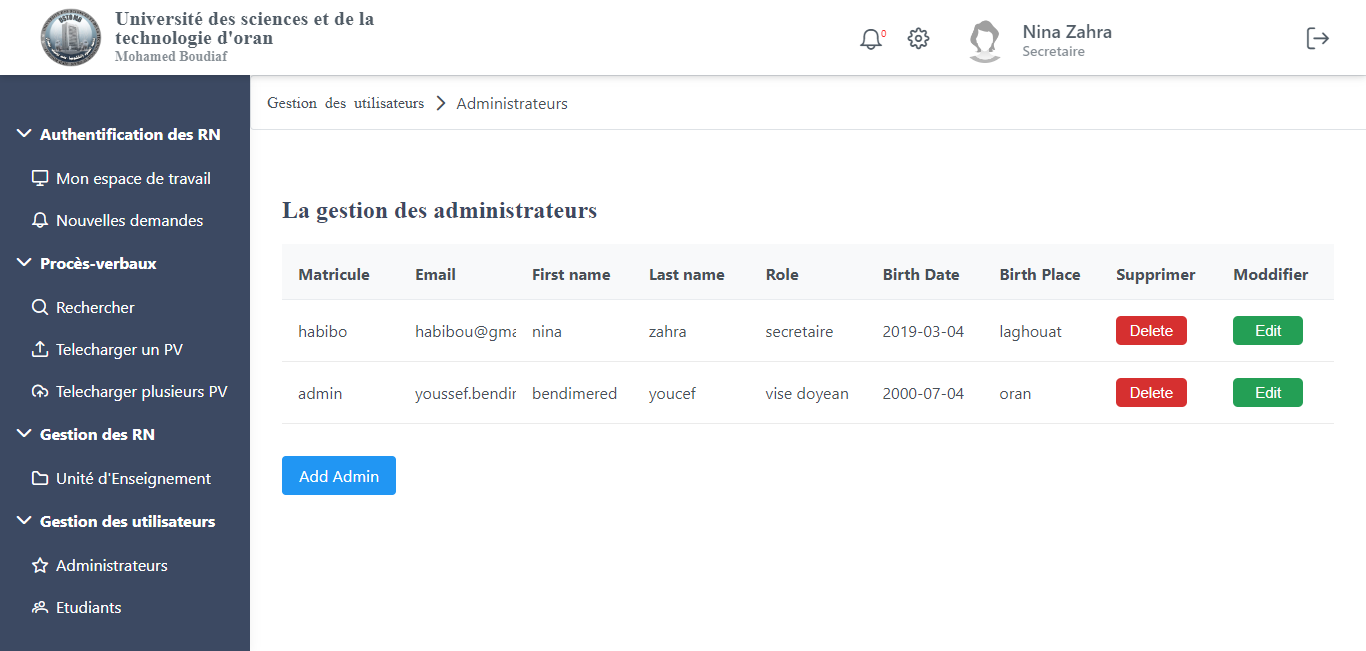 Université des sciences et de la
technologie d'oran
Mohamed Boudiaf
0
Nina Zahra
Secretaire
Gestion des utilisateurs
Administrateurs
Authentification des RN
Mon espace de travail
Nouvelles demandes
Procès-verbaux
Rechercher
Telecharger un PV
Telecharger plusieurs PV
Gestion des RN
Unité d'Enseignement
Gestion des utilisateurs
Administrateurs
Etudiants
La gestion des administrateurs
Matricule Email First name Last name Role Birth Date Birth Place Supprimer Moddifier
habibo habibou@gma nina zahra secretaire 2019-03-04 laghouat Delete Edit
admin youssef.bendir bendimered youcef vise doyean 2000-07-04 oran Delete Edit
Add Admin